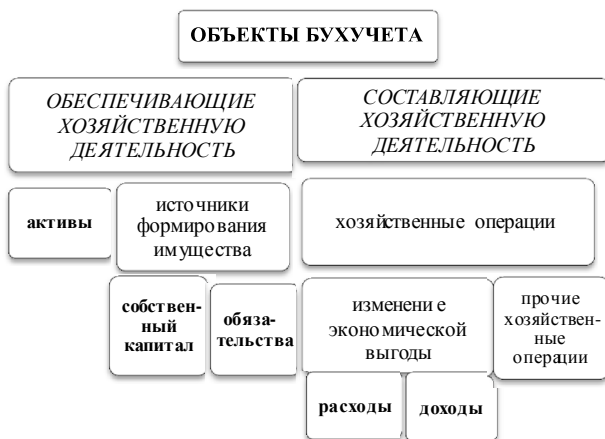 ОБЪЕКТЫ БУХУЧЕТА
ОБЕСПЕЧИВАЮЩИЕ
ХОЗЯЙСТВЕННУЮ
ДЕЯТЕЛЬНОСТЬ
СОСТАВЛЯЮЩИЕ
ХОЗЯЙСТВЕННУЮ
ДЕЯТЕЛЬНОСТЬ
активы
источники
формирования
имущества
хозяйственные операции
собствен-
ный
капитал
обяза-
тельства
изменение
экономической
выгоды
прочие
хозяйствен-
ные
операции
расходы
доходы